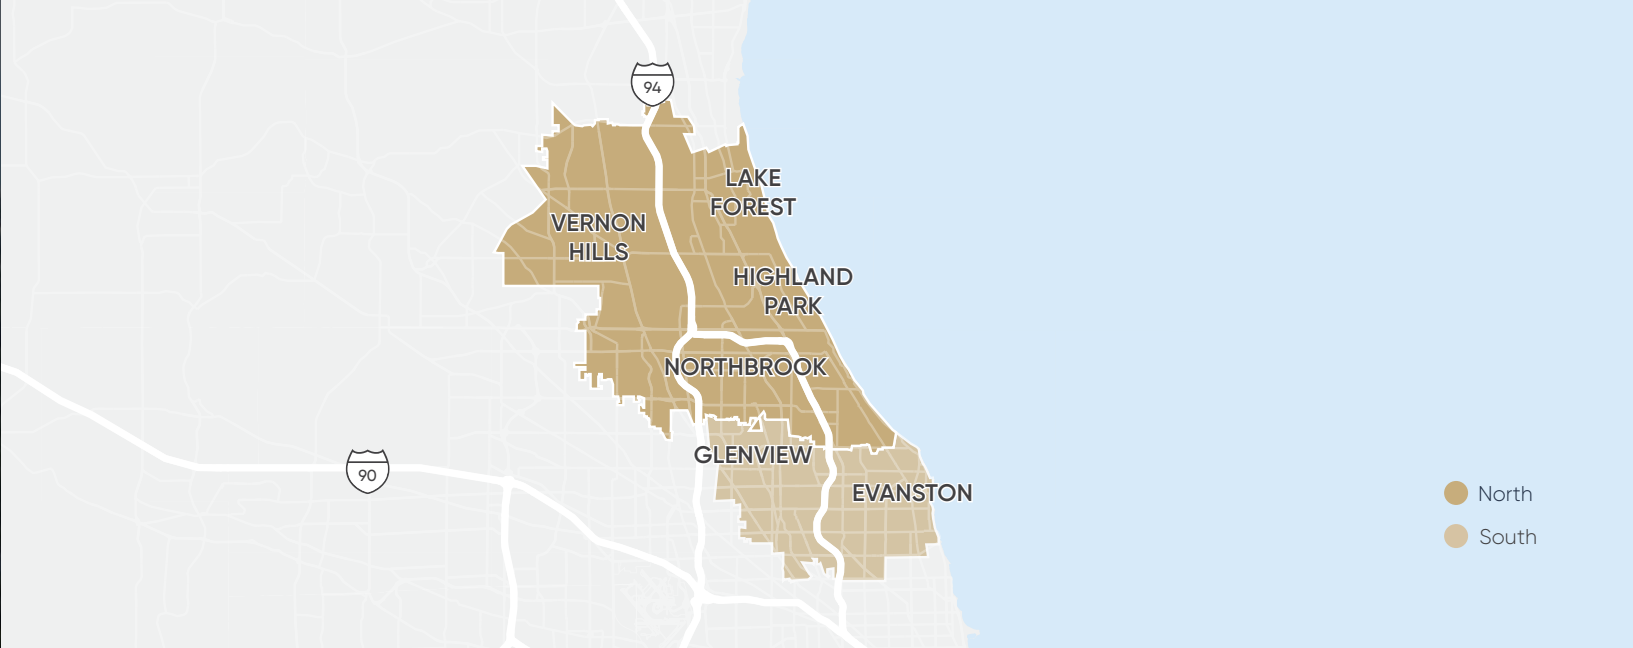 94
LAKE
FOREST
VERNON
HILLS
HIGHLAND
PARK
NORTHBROOK
GLENVIEW
90
EVANSTON
North
South